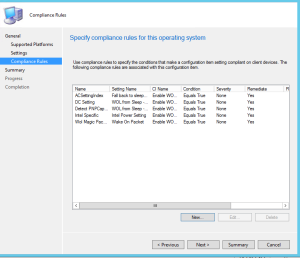 Compliance Rules
General
Supported Platforms
Settings
Compliance Rules
Summary
Progress
Completion
Specify compliance rules for this operating system
Use compliance rules to specify the conditions that make a configuration item setting compliant on client devices. The
following compliance rules are associated with this configuration item.
Name Setting Name CI Name Condition Severity Remediate
ACSettingIndex Fall back to sleep... Enable WO... Equals True None Yes
DC Setting WOL from Sleep -... Enable WO... Equals True None Yes
Detect PNPCap... WOL from Sleep -... Enable WO... Equals True None Yes
Intel Specific Intel Power Setting Enable WO... Equals True None Yes
Wol Magic Pac... Wake On Packet Enable WO... Equals True None Yes
New... Edit... Delete
< Previous Next > Summary Cancel